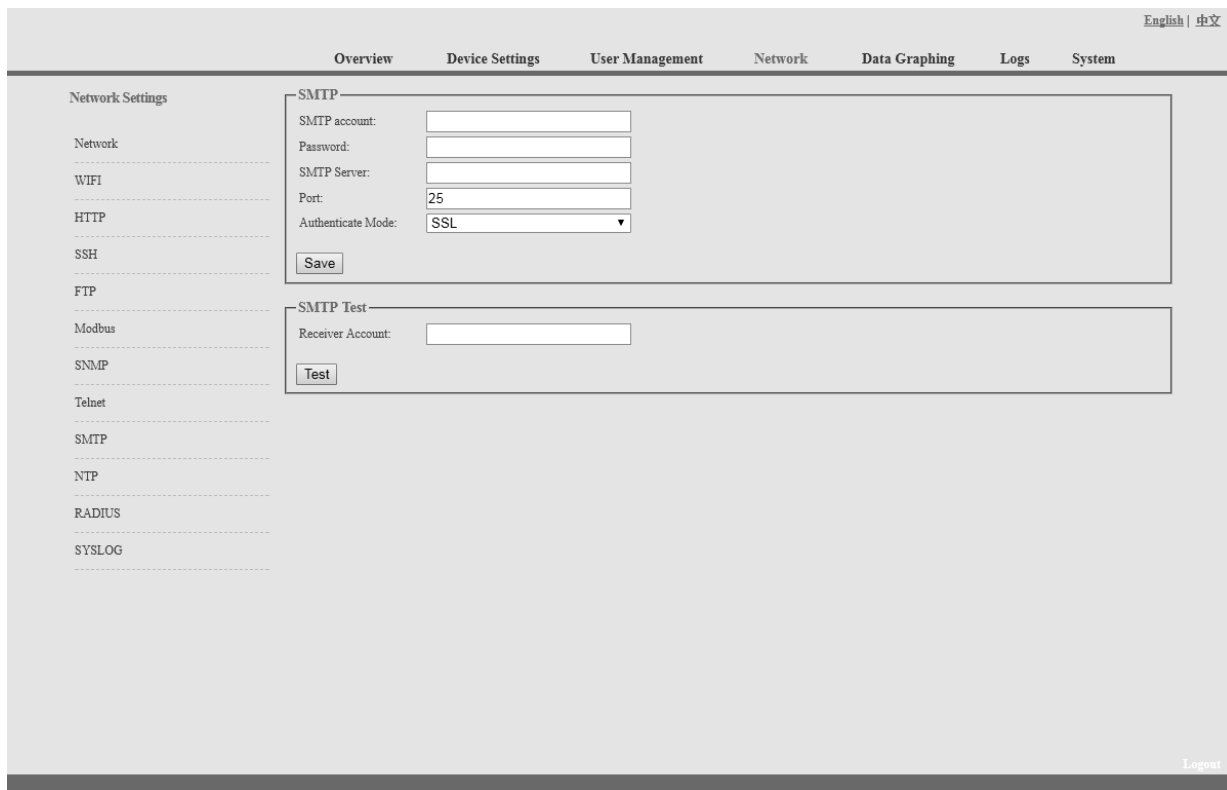 English | 中文
Overview Device Settings User Management Network Data Graphing Logs System
Network Settings
Network
WIFI
HTTP
SSH
FTP
Modbus
SNMP
Telnet
SMTP
NTP
RADIUS
SYSLOG
SMTP
SMTP account:
Password:
SMTP Server:
Port: 25
Authenticate Mode: SSL
Save
SMTP Test
Receiver Account:
Test
Logout